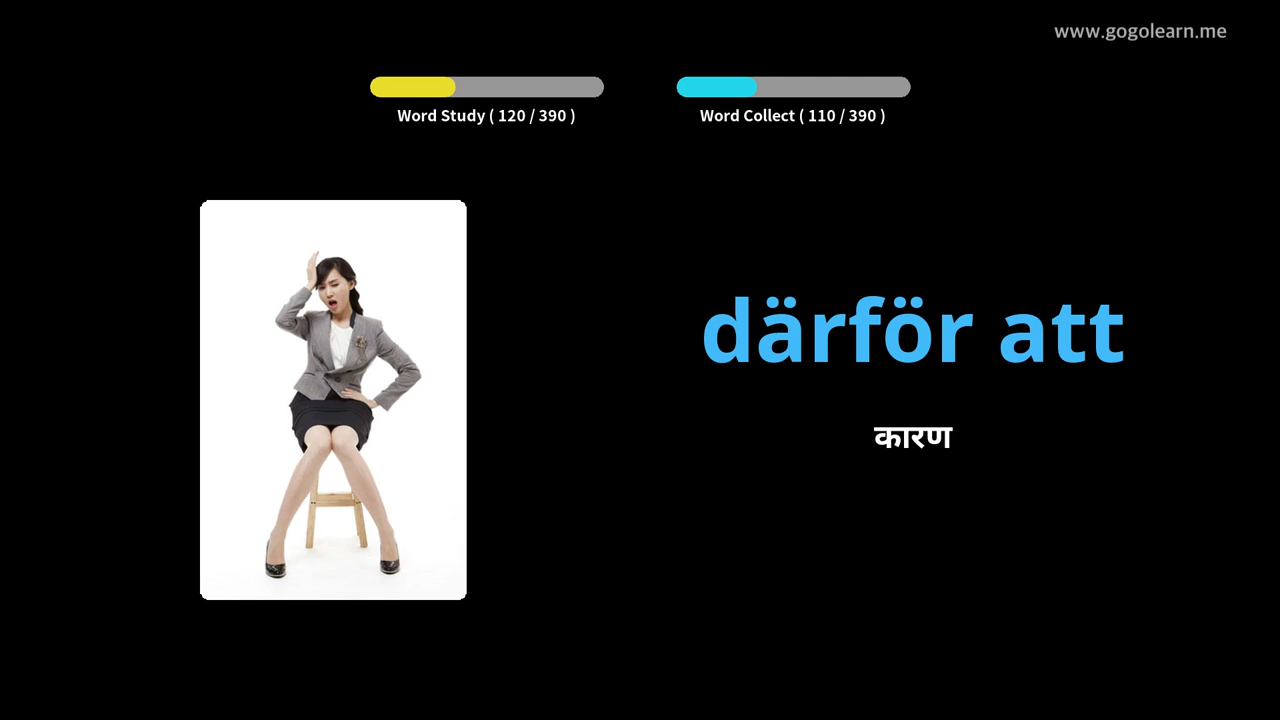 www.gogolearn.me
Word Study ( 120 / 390 )
Word Collect ( 110 / 390 )
därför att
कारण